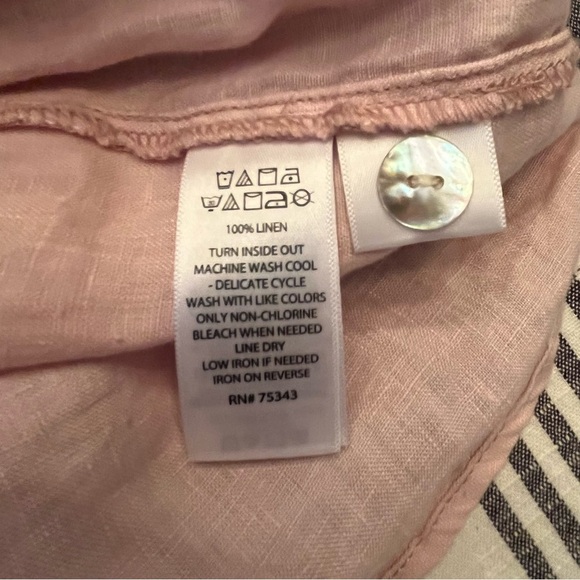 100% LINEN
TURN INSIDE OUT
MACHINE WASH COOL
- DELICATE CYCLE
WASH WITH LIKE COLORS
ONLY NON-CHLORINE
BLEACH WHEN NEEDED
LINE DRY
LOW IRON IF NEEDED
IRON ON REVERSE
RN# 75343